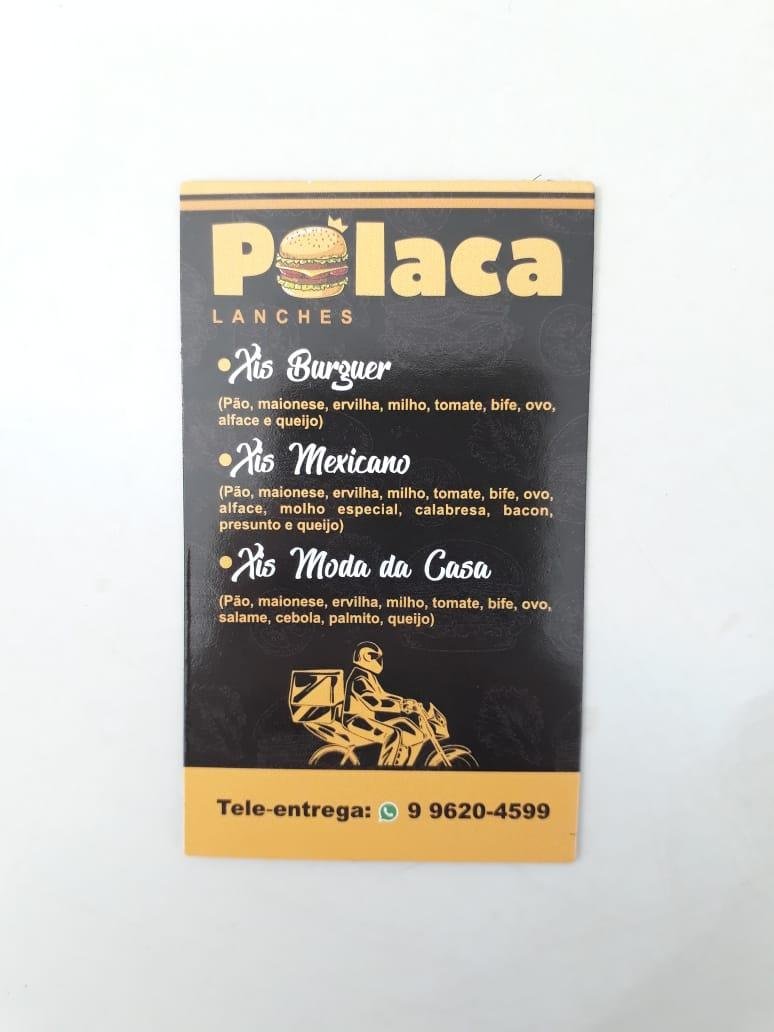 Polaca
LANCHES
•Xis Burguer
(Pão, maionese, ervilha, milho, tomate, bife, ovo,
alface e queijo)
•Xis Mexicano
(Pão, maionese, ervilha, milho, tomate, bife, ovo,
alface, molho especial, calabresa, bacon,
presunto e queijo)
•Xis Moda da Casa
(Pão, maionese, ervilha, milho, tomate, bife, ovo,
salame, cebola, palmito, queijo)
Tele-entrega: 9 9620-4599